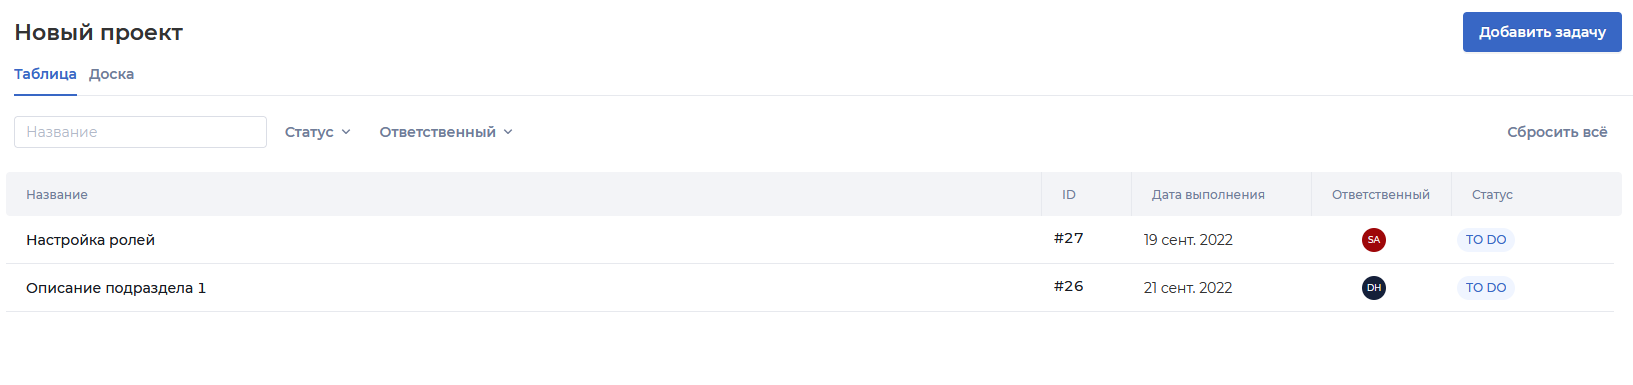 Новый проект
Добавить задачу
Таблица Доска
Название Статус Ответственный Сбросить всё
Название ID Дата выполнения Ответственный Статус
Настройка ролей #27 19 сент. 2022 SA TO DO
Описание подраздела 1 #26 21 сент. 2022 DH TO DO